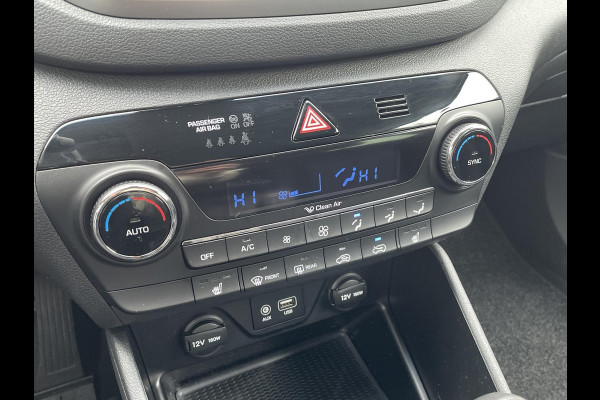 PASSENGER AIR BAG
ON OFF
HI HI
Clean Air
AUTO SYNC
OFF A/C
FRONT REAR
AUX USB
12V 180W
12V 180W